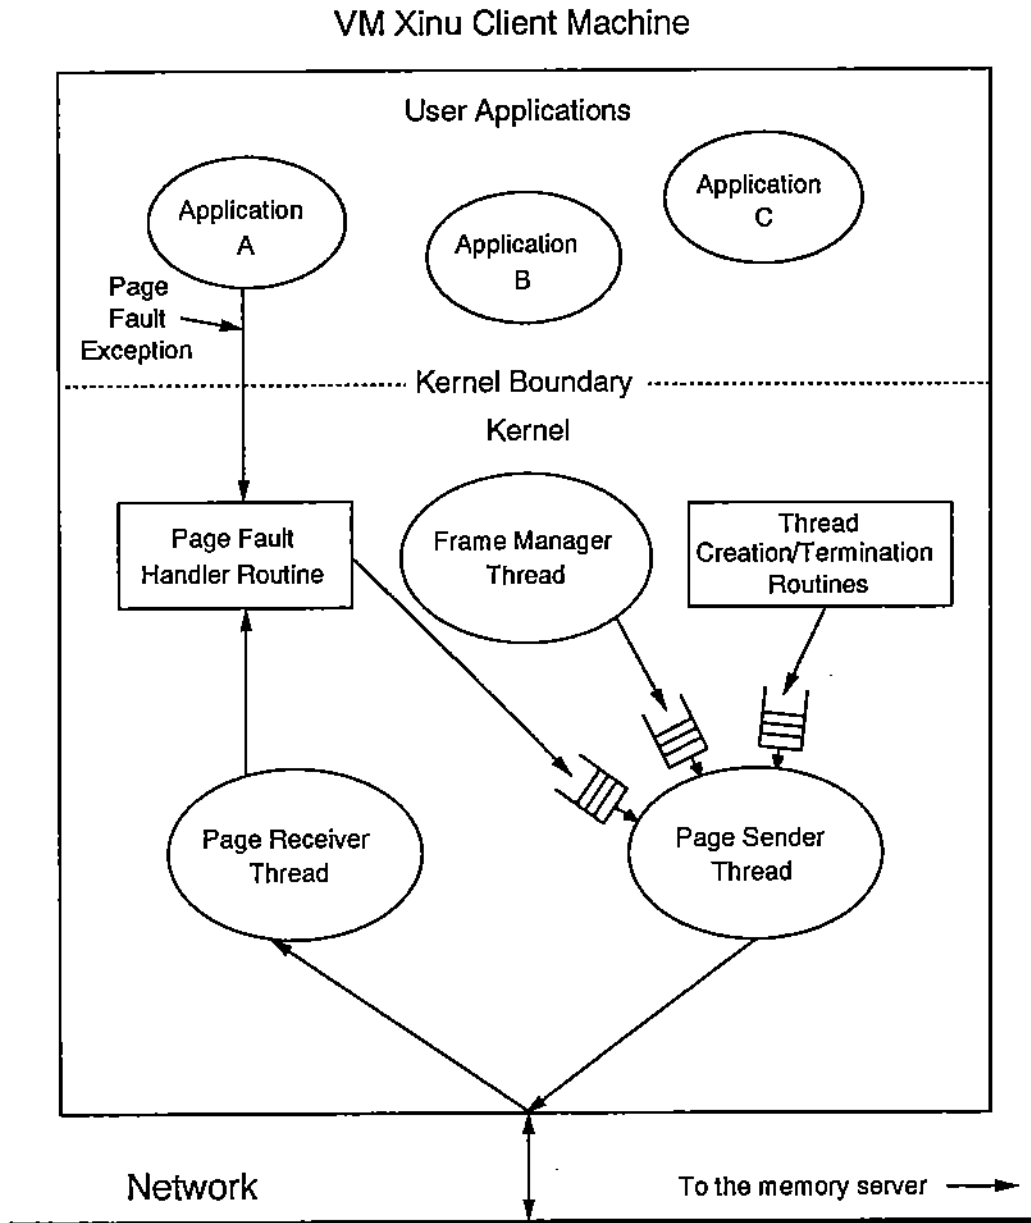 VM Xinu Client Machine
User Applications
Application
A
Application
B
Application
C
Page
Fault
Exception
Kernel Boundary
Kernel
Page Fault
Handler Routine
Frame Manager
Thread
Thread
Creation/Termination
Routines
Page Receiver
Thread
Page Sender
Thread
Network
To the memory server